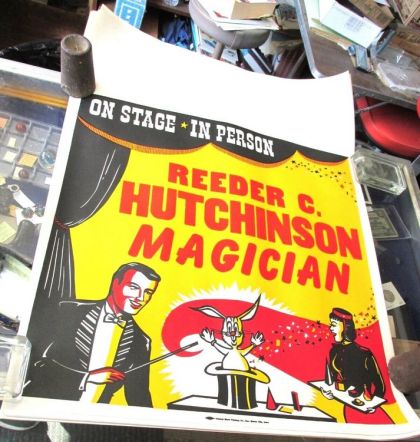 ON STAGE ★ IN PERSON
REEDER C.
HUTCHINSON
MAGICIAN